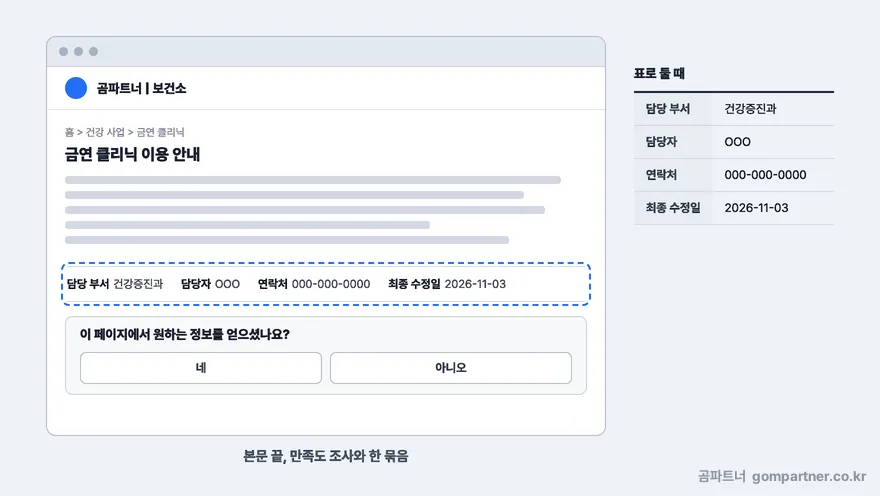 곰파트너 | 보건소
홈 > 건강 사업 > 금연 클리닉
금연 클리닉 이용 안내
담당 부서 건강증진과 담당자 OOO 연락처 000-000-0000 최종 수정일 2026-11-03
이 페이지에서 원하는 정보를 얻으셨나요?
네 아니오
본문 끝, 만족도 조사와 한 묶음
표로 둘 때
담당 부서 건강증진과
담당자 OOO
연락처 000-000-0000
최종 수정일 2026-11-03
곰파트너 gompartner.co.kr